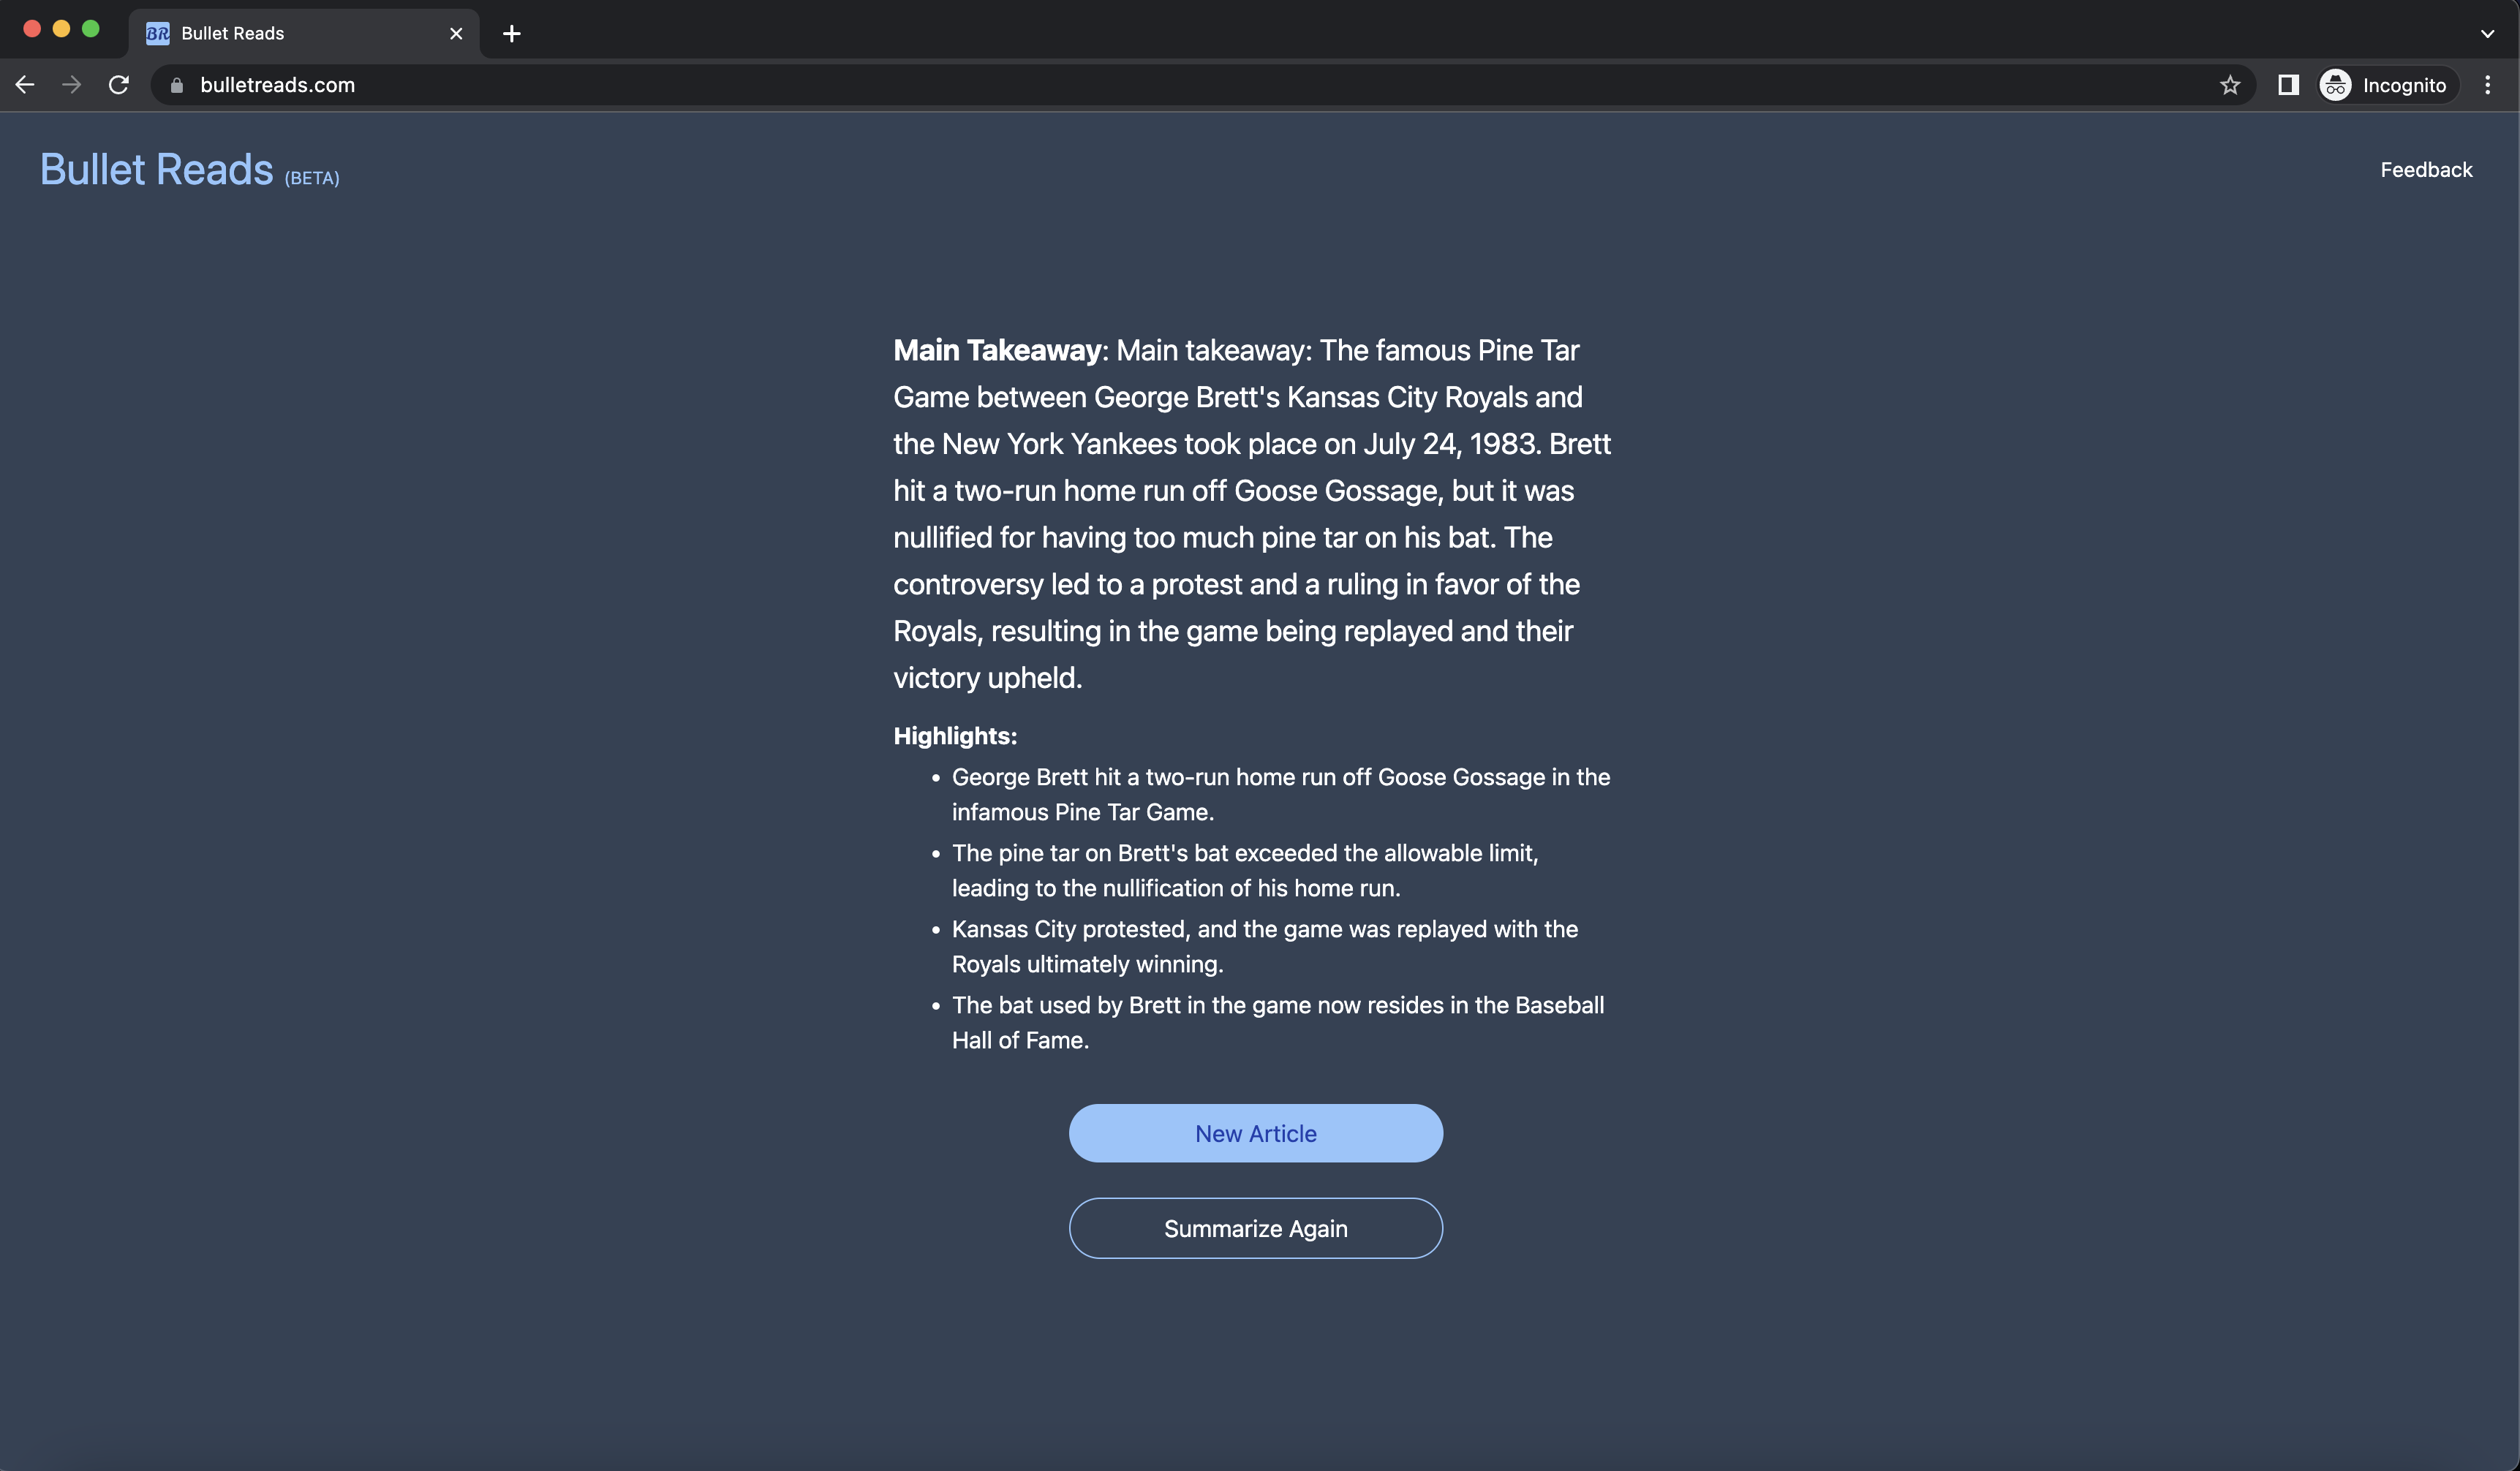 BR Bullet Reads
bulletreads.com
Incognito
Bullet Reads (BETA)
Feedback
Main Takeaway: Main takeaway: The famous Pine Tar
Game between George Brett's Kansas City Royals and
the New York Yankees took place on July 24, 1983. Brett
hit a two-run home run off Goose Gossage, but it was
nullified for having too much pine tar on his bat. The
controversy led to a protest and a ruling in favor of the
Royals, resulting in the game being replayed and their
victory upheld.
Highlights:
• George Brett hit a two-run home run off Goose Gossage in the
infamous Pine Tar Game.
• The pine tar on Brett's bat exceeded the allowable limit,
leading to the nullification of his home run.
• Kansas City protested, and the game was replayed with the
Royals ultimately winning.
• The bat used by Brett in the game now resides in the Baseball
Hall of Fame.
New Article
Summarize Again